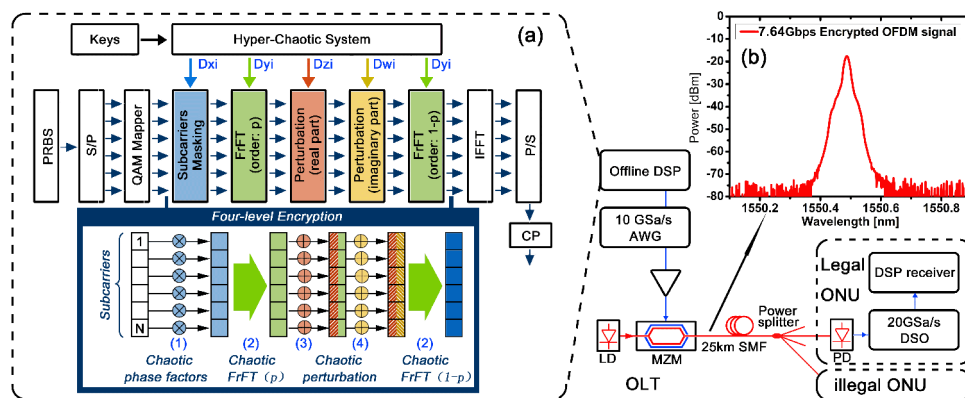 Keys
Hyper-Chaotic System
(a)
Dxi
Dyi
Dzi
Dwi
Dyi
PRBS
S/P
QAM Mapper
Subcarriers
Masking
FrFT
(order: p)
Perturbation
(real part)
Perturbation
(imaginary part)
FrFT
(order: 1-p)
IFFT
P/S
CP
Four-level Encryption
Subcarriers
1
N
(1)
(2)
(3)
(4)
(2)
Chaotic
phase factors
Chaotic
FrFT (p)
Chaotic
perturbation
Chaotic
FrFT (1-p)
Offline DSP
10 GSa/s
AWG
LD
MZM
OLT
25km SMF
Power
splitter
PD
Legal
ONU
DSP receiver
20GSa/s
DSO
illegal ONU
(b)
7.64Gbps Encrypted OFDM signal
Power [dBm]
0
-10
-20
-30
-40
-50
-60
-70
-80
1550.2
1550.4
1550.6
1550.8
Wavelength [nm]